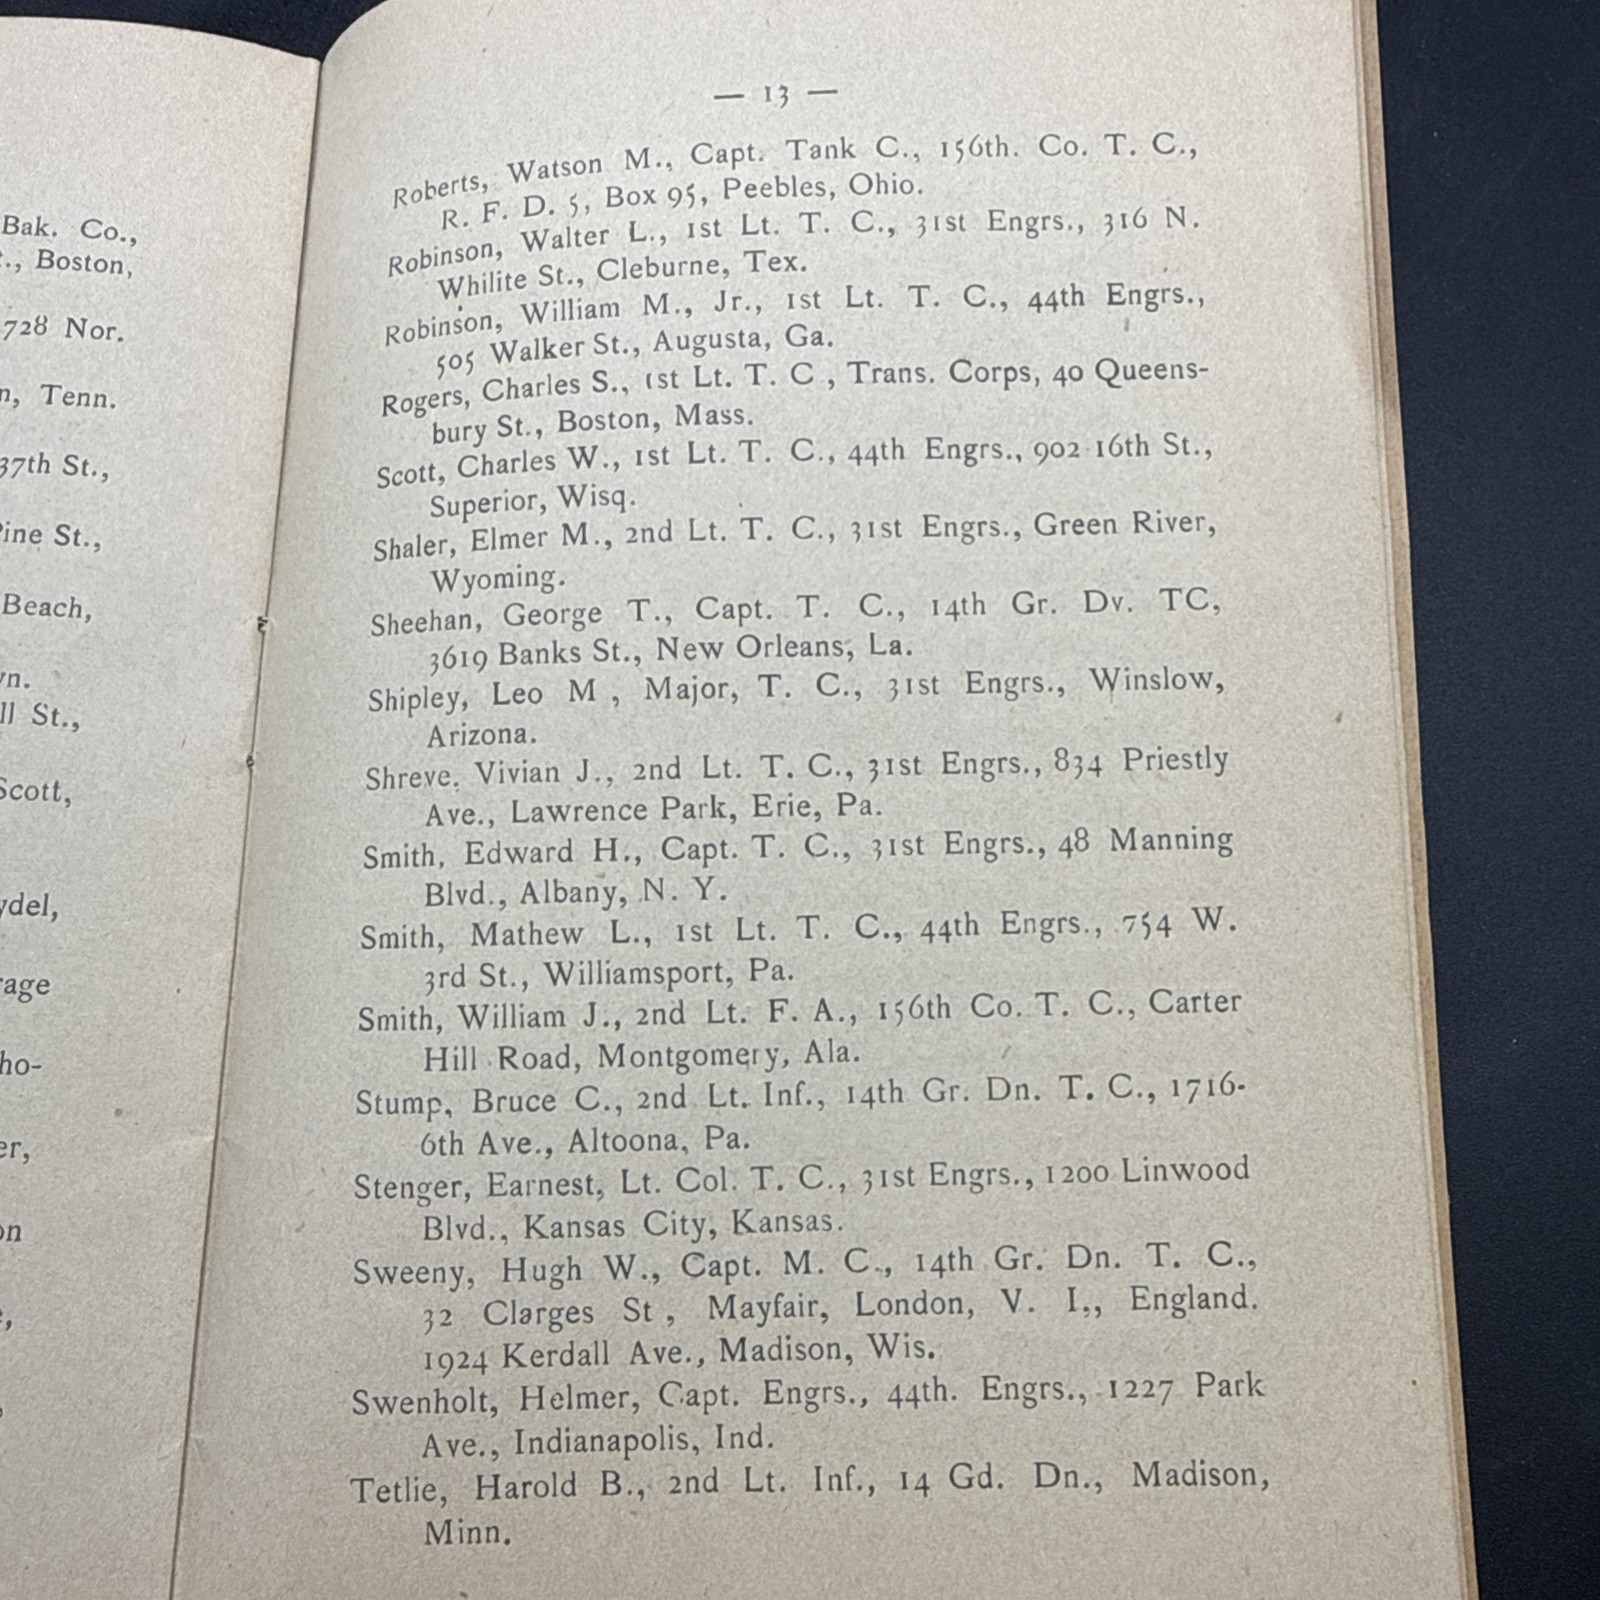 Bak. Co.,
Boston,
728 Nor.
Tenn.
37th St.,
St.,
Beach,
St.,
Scott,
— 13 —
Roberts, Watson M., Capt. Tank C., 156th. Co. T. C.,
R. F. D. 5, Box 95, Peebles, Ohio.
Robinson, Walter L., 1st Lt. T. C., 31st Engrs., 316 N.
Whilite St., Cleburne, Tex.
Robinson, William M., Jr., 1st Lt. T. C., 44th Engrs.,
505 Walker St., Augusta, Ga.
Rogers, Charles S., 1st Lt. T. C , Trans. Corps, 40 Queens-
bury St., Boston, Mass.
Scott, Charles W., 1st Lt. T. C., 44th Engrs., 902 16th St.,
Superior, Wisq.
Shaler, Elmer M., 2nd Lt. T. C., 31st Engrs., Green River,
Wyoming.
Sheehan, George T., Capt. T. C., 14th Gr. Dv. TC,
3619 Banks St., New Orleans, La.
Shipley, Leo M , Major, T. C., 31st Engrs., Winslow,
Arizona.
Shreve. Vivian J., 2nd Lt. T. C., 31st Engrs., 834 Priestly
Ave., Lawrence Park, Erie, Pa.
Smith, Edward H., Capt. T. C., 31st Engrs., 48 Manning
Blvd., Albany, N. Y.
Smith, Mathew L., 1st Lt. T. C., 44th Engrs., 754 W.
3rd St., Williamsport, Pa.
Smith, William J., 2nd Lt. F. A., 156th Co. T. C., Carter
Hill Road, Montgomery, Ala.
Stump, Bruce C., 2nd Lt. Inf., 14th Gr. Dn. T. C., 1716-
6th Ave., Altoona, Pa.
Stenger, Earnest, Lt. Col. T. C., 31st Engrs., 1200 Linwood
Blvd., Kansas City, Kansas.
Sweeny, Hugh W., Capt. M. C., 14th Gr. Dn. T. C.,
32 Clarges St , Mayfair, London, V. I,, England.
1924 Kerdall Ave., Madison, Wis.
Swenholt, Helmer, Capt. Engrs., 44th. Engrs., 1227 Park
Ave., Indianapolis, Ind.
Tetlie, Harold B., 2nd Lt. Inf., 14 Gd. Dn., Madison,
Minn.